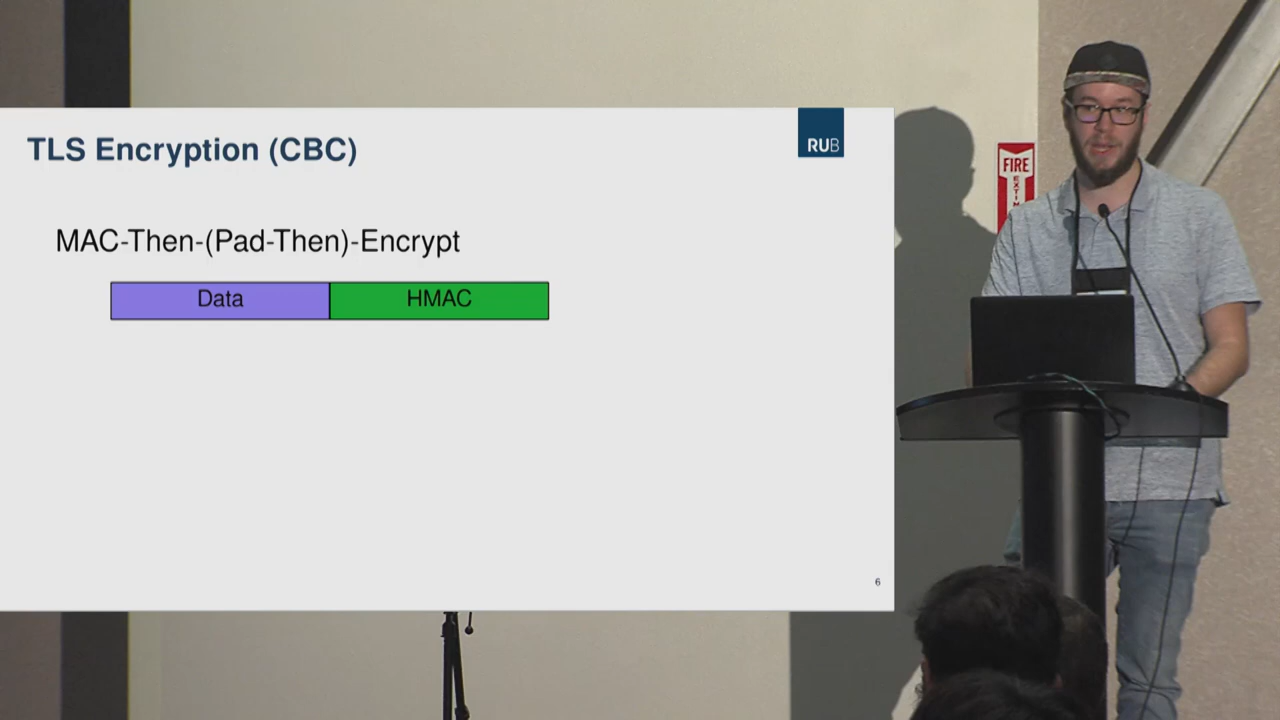 TLS Encryption (CBC)
RUB
MAC-Then-(Pad-Then)-Encrypt
Data HMAC
6
FIRE